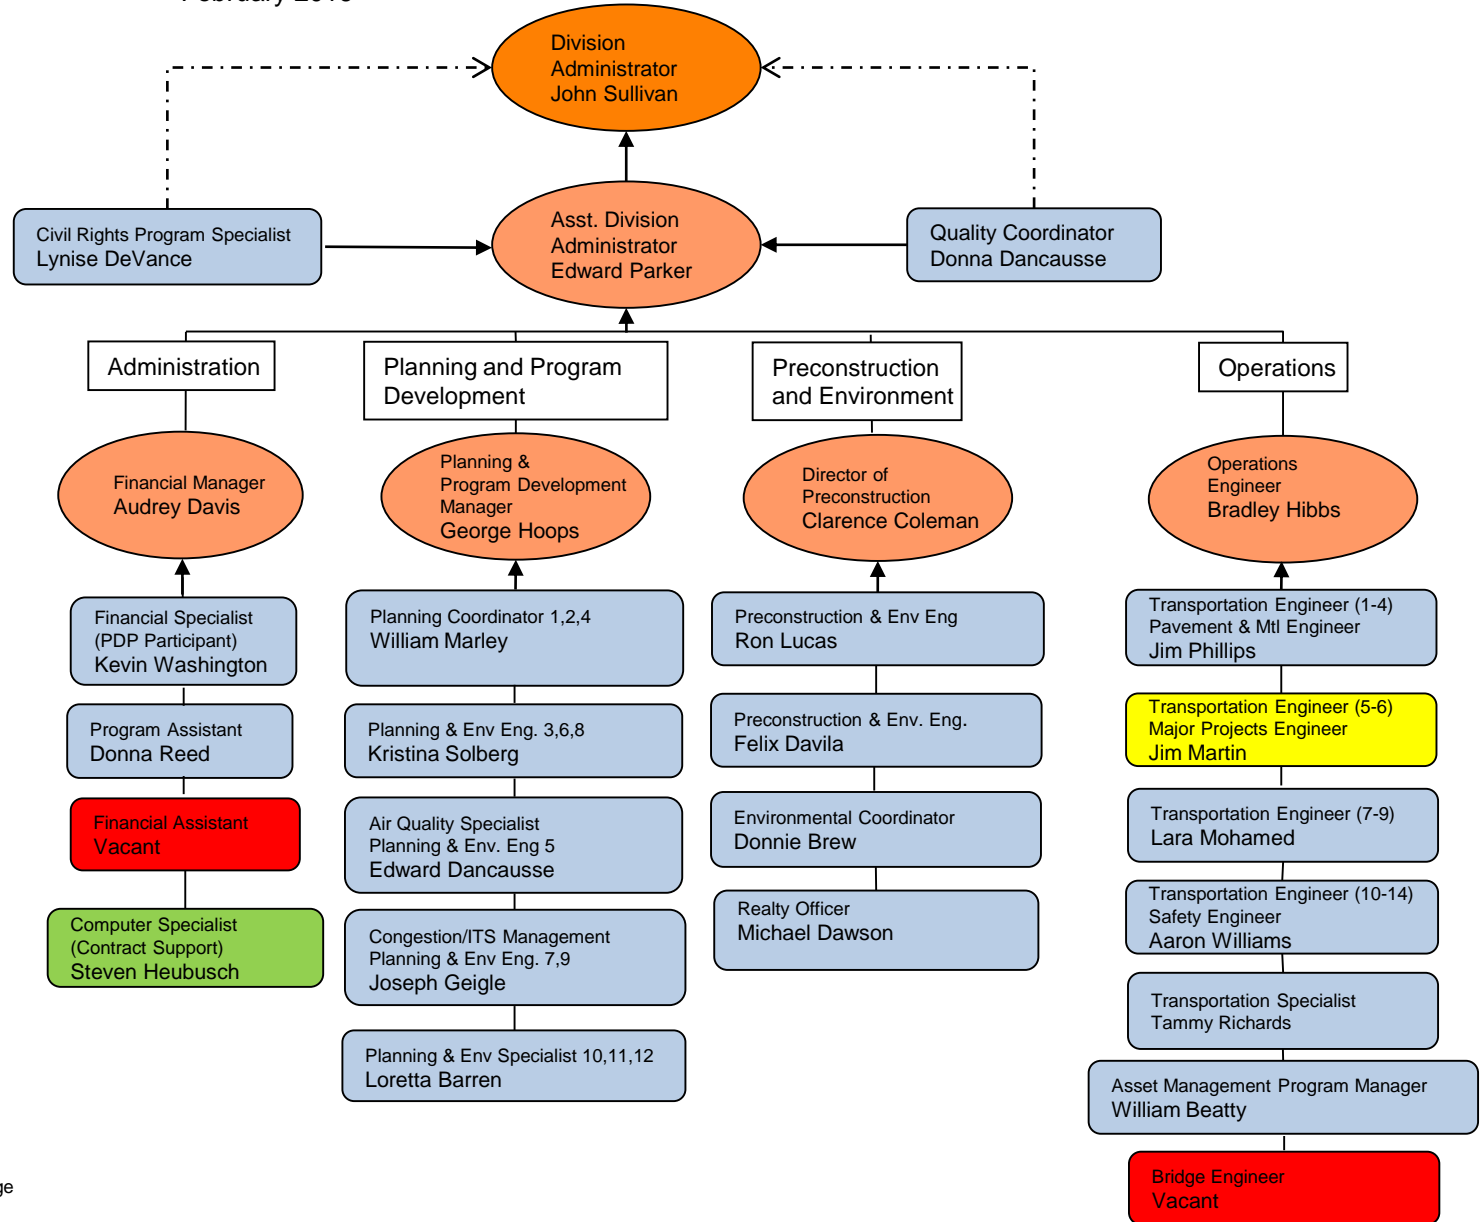 Division
Administrator
John Sullivan
Civil Rights Program Specialist
Lynise DeVance
Asst. Division
Administrator
Edward Parker
Quality Coordinator
Donna Dancausse
Administration
Planning and Program
Development
Preconstruction
and Environment
Operations
Financial Manager
Audrey Davis
Planning &
Program Development
Manager
George Hoops
Director of
Preconstruction
Clarence Coleman
Operations
Engineer
Bradley Hibbs
Financial Specialist
(PDP Participant)
Kevin Washington
Program Assistant
Donna Reed
Financial Assistant
Vacant
Computer Specialist
(Contract Support)
Steven Heubusch
Planning Coordinator 1,2,4
William Marley
Planning & Env Eng. 3,6,8
Kristina Solberg
Air Quality Specialist
Planning & Env. Eng 5
Edward Dancausse
Congestion/ITS Management
Planning & Env Eng. 7,9
Joseph Geigle
Planning & Env Specialist 10,11,12
Loretta Barren
Preconstruction & Env Eng
Ron Lucas
Preconstruction & Env. Eng.
Felix Davila
Environmental Coordinator
Donnie Brew
Realty Officer
Michael Dawson
Transportation Engineer (1-4)
Pavement & Mtl Engineer
Jim Phillips
Transportation Engineer (5-6)
Major Projects Engineer
Jim Martin
Transportation Engineer (7-9)
Lara Mohamed
Transportation Engineer (10-14)
Safety Engineer
Aaron Williams
Transportation Specialist
Tammy Richards
Asset Management Program Manager
William Beatty
Bridge Engineer
Vacant